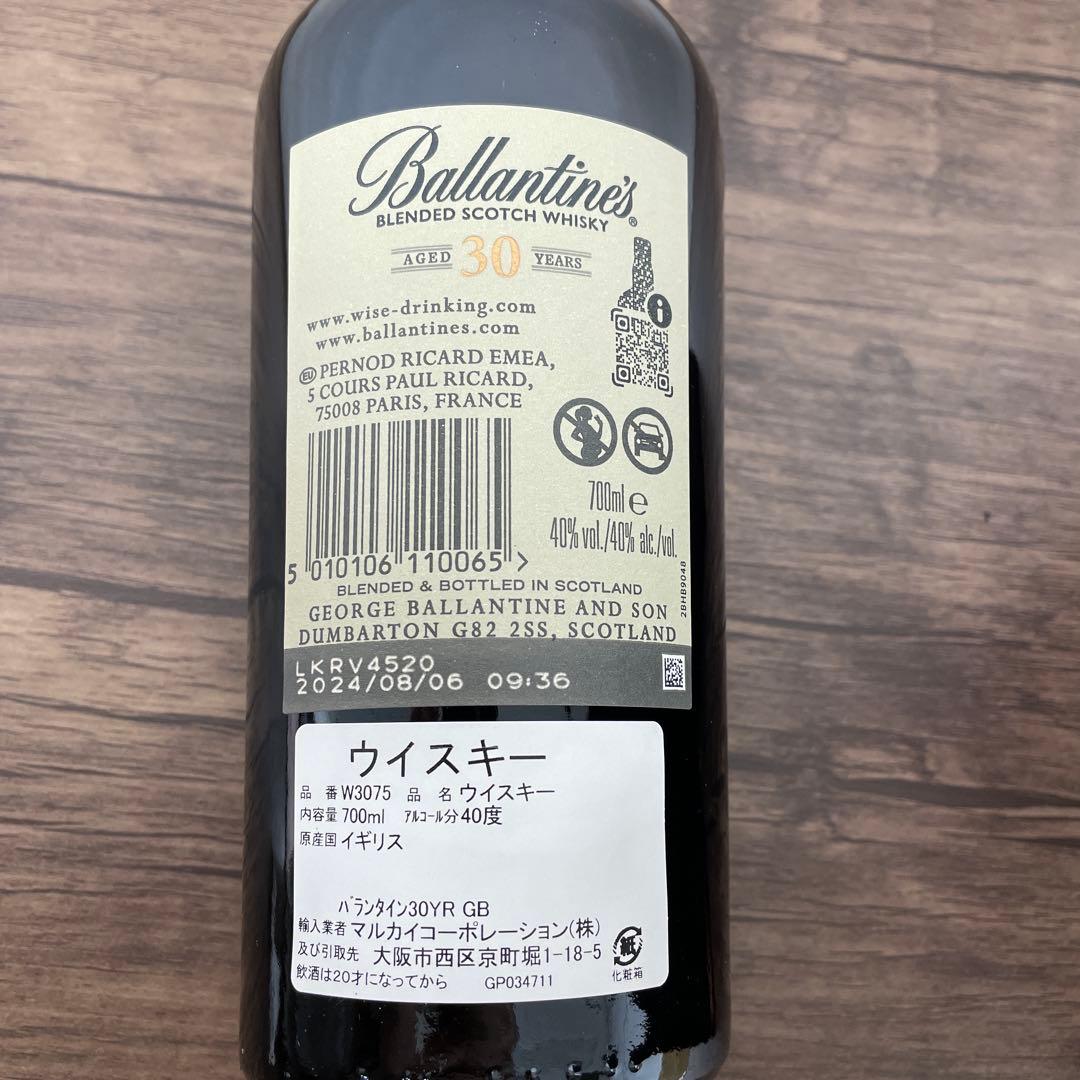 Ballantine's®
BLENDED SCOTCH WHISKY
AGED 30 YEARS
www.wise-drinking.com
www.ballantines.com
EU PERNOD RICARD EMEA,
5 COURS PAUL RICARD,
75008 PARIS, FRANCE
i
700ml e
40% vol./40% alc./vol.
5 010106 110065 >
2BHB9048
BLENDED & BOTTLED IN SCOTLAND
GEORGE BALLANTINE AND SON
DUMBARTON G82 2SS, SCOTLAND
LKRV4520
2024/08/06 09:36
ウイスキー
品 番 W3075 品 名 ウイスキー
内容量 700ml ｱﾙｺｰﾙ分 40度
原産国 イギリス
ﾊﾞﾗﾝﾀｲﾝ30YR GB
輸入業者 マルカイコーポレーション(株)
及び引取先 大阪市西区京町堀1-18-5
飲酒は20才になってから GP034711
紙
化粧箱